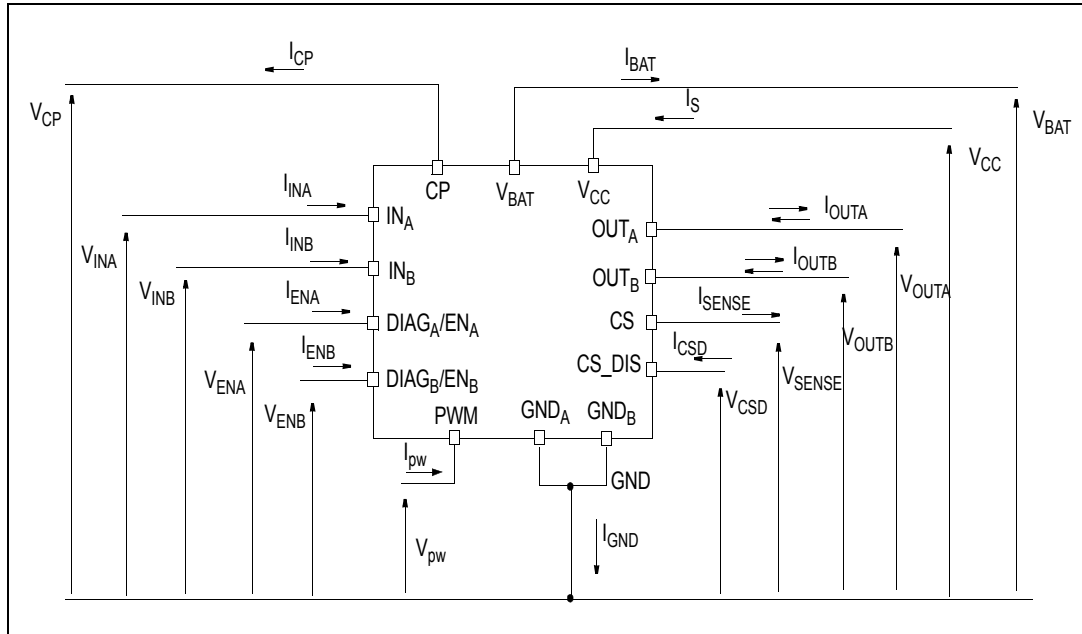 I_CP
I_BAT
I_S
V_CP
V_BAT
V_CC
CP
V_BAT
V_CC
I_INA
IN_A
OUT_A
I_OUTA
V_INA
I_INB
IN_B
OUT_B
I_OUTB
V_INB
V_OUTA
I_ENA
DIAG_A/EN_A
CS
I_SENSE
V_OUTB
I_ENB
DIAG_B/EN_B
CS_DIS
I_CSD
V_ENA
V_SENSE
V_ENB
V_CSD
PWM
GND_A
GND_B
I_pw
GND
V_pw
I_GND